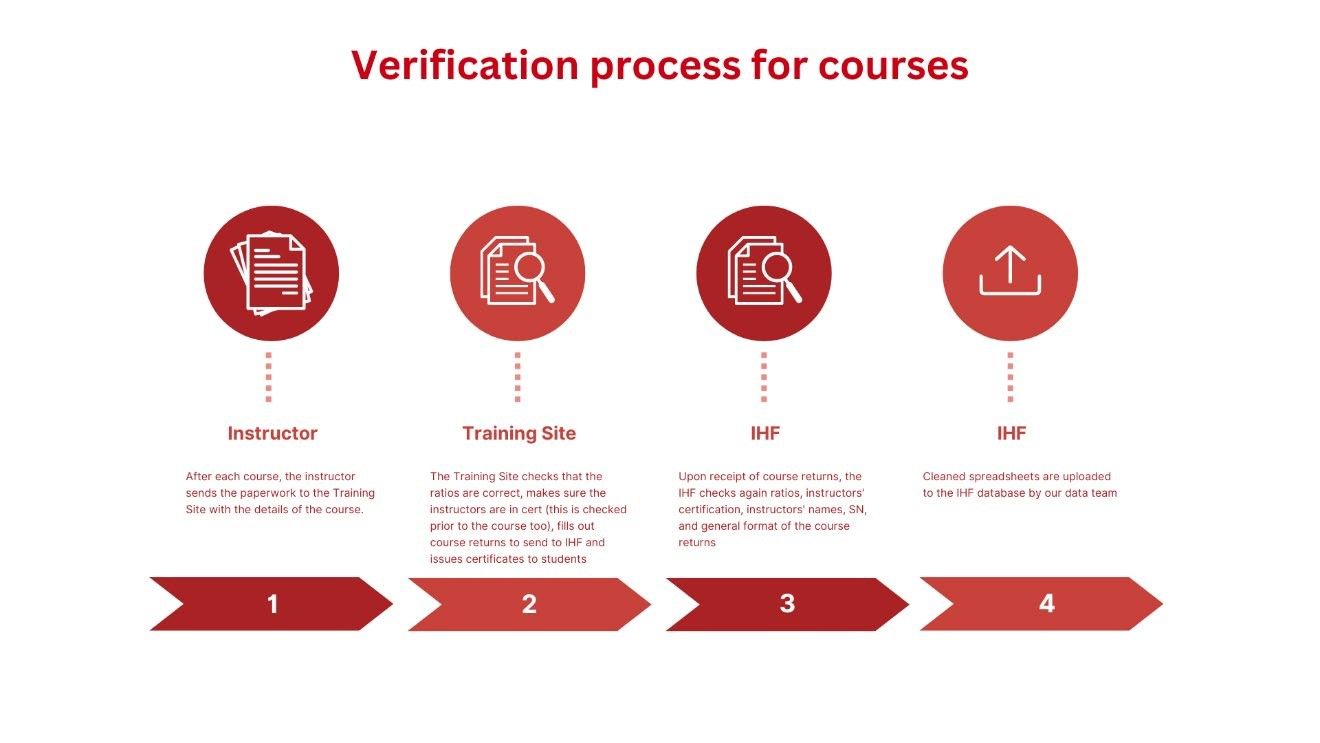 Verification process for courses
Instructor
After each course, the instructor
sends the paperwork to the Training
Site with the details of the course.
1
Training Site
The Training Site checks that the
ratios are correct, makes sure the
instructors are in cert (this is checked
prior to the course too), fills out
course returns to send to IHF and
issues certificates to students
2
IHF
Upon receipt of course returns, the
IHF checks again ratios, instructors'
certification, instructors' names, SN,
and general format of the course
returns
3
IHF
Cleaned spreadsheets are uploaded
to the IHF database by our data team
4